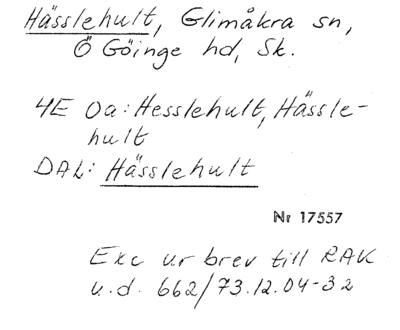 Hässlehult, Glimåkra sn,
Ö Göinge hd, Sk.
4E 0a: Hesslehult, Hässle-
hult
DAL: Hässlehult
Nr 17557
Exc ur brev till RAK
u.d. 662/73.12.04-32